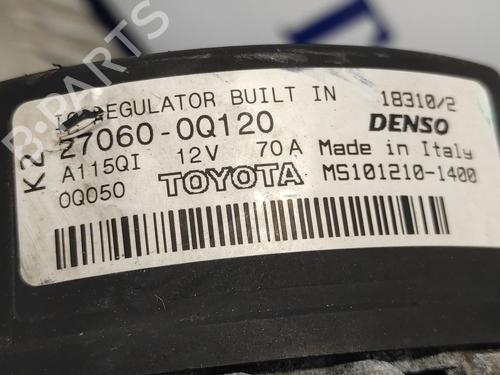 REGULATOR BUILT IN 18310/2
K2
27060-0Q120 DENSO
A115QI 12V 70A Made in Italy
0Q050 TOYOTA MS101210-1400
B-PARTS